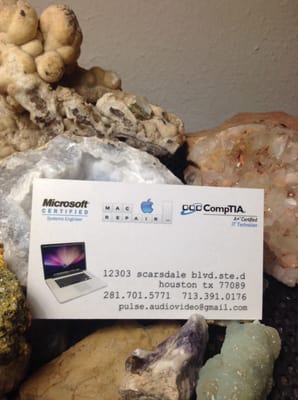 Microsoft
CERTIFIED
Systems Engineer
MAC
REPAIR
CompTIA.
A+ Certified
IT Technician
12303 scarsdale blvd.ste.d
houston tx 77089
281.701.5771 713.391.0176
pulse.audiovideo@gmail.com